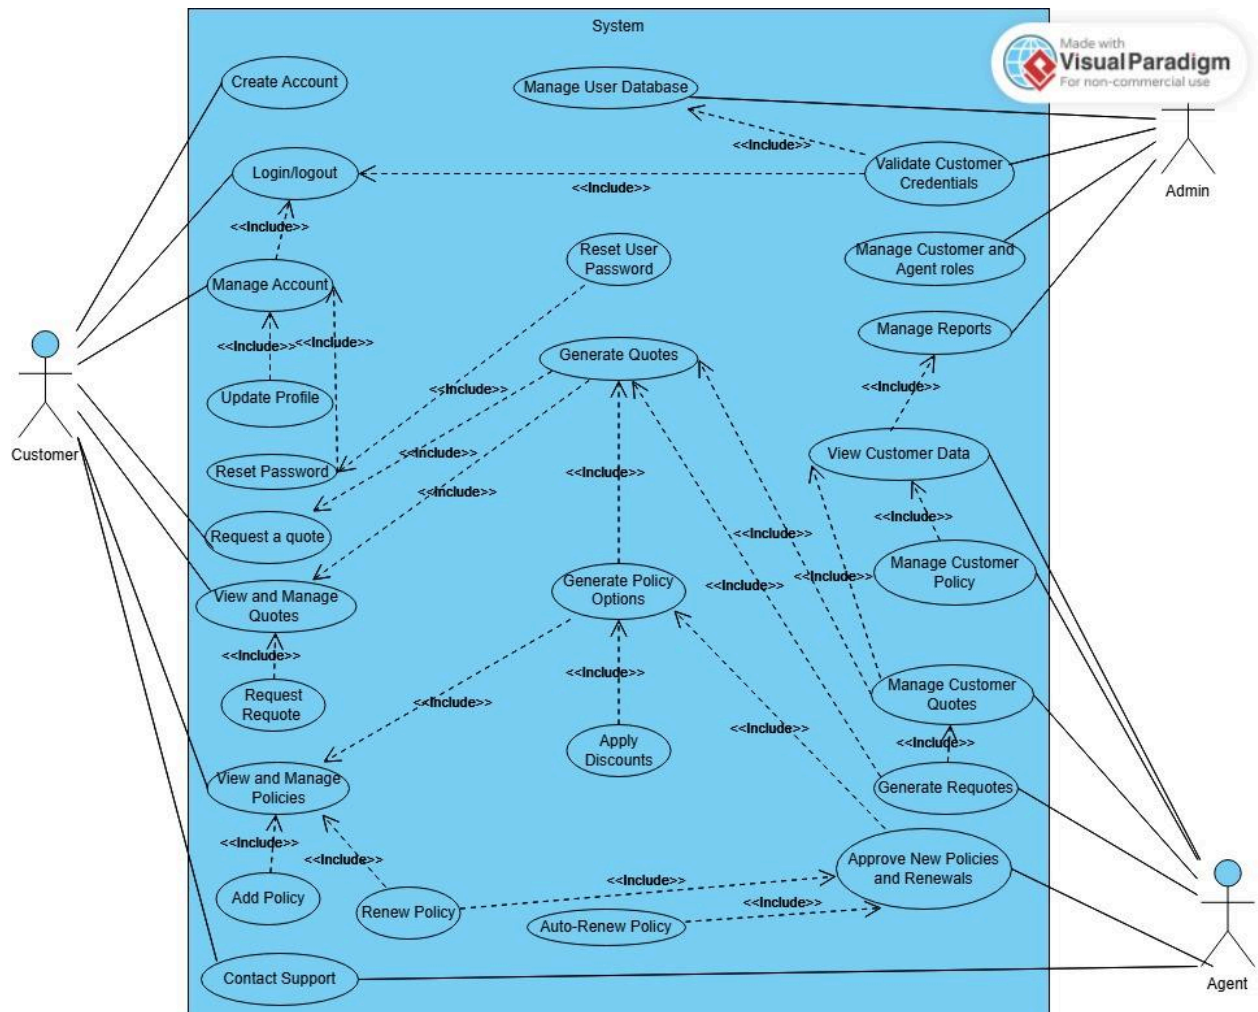 System
Made with
Visual Paradigm
For non-commercial use
Create Account
Manage User Database
<<Include>>
Login/logout
<<Include>>
Validate Customer
Credentials
Admin
<<Include>>
Reset User
Password
Manage Customer and
Agent roles
Manage Account
Manage Reports
<<Include>>
<<Include>>
Generate Quotes
<<Include>>
<<Include>>
Update Profile
Customer
<<Include>>
View Customer Data
Reset Password
<<Include>>
<<Include>>
<<Include>>
<<Include>>
Request a quote
<<Include>>
Manage Customer
Policy
<<Include>>
<<Include>>
View and Manage
Quotes
Generate Policy
Options
<<Include>>
<<Include>>
<<Include>>
Request
Requote
Manage Customer
Quotes
<<Include>>
<<Include>>
<<Include>>
Apply
Discounts
View and Manage
Policies
Generate Requotes
<<Include>>
<<Include>>
Approve New Policies
and Renewals
<<Include>>
Add Policy
Renew Policy
<<Include>>
Auto-Renew Policy
Contact Support
Agent